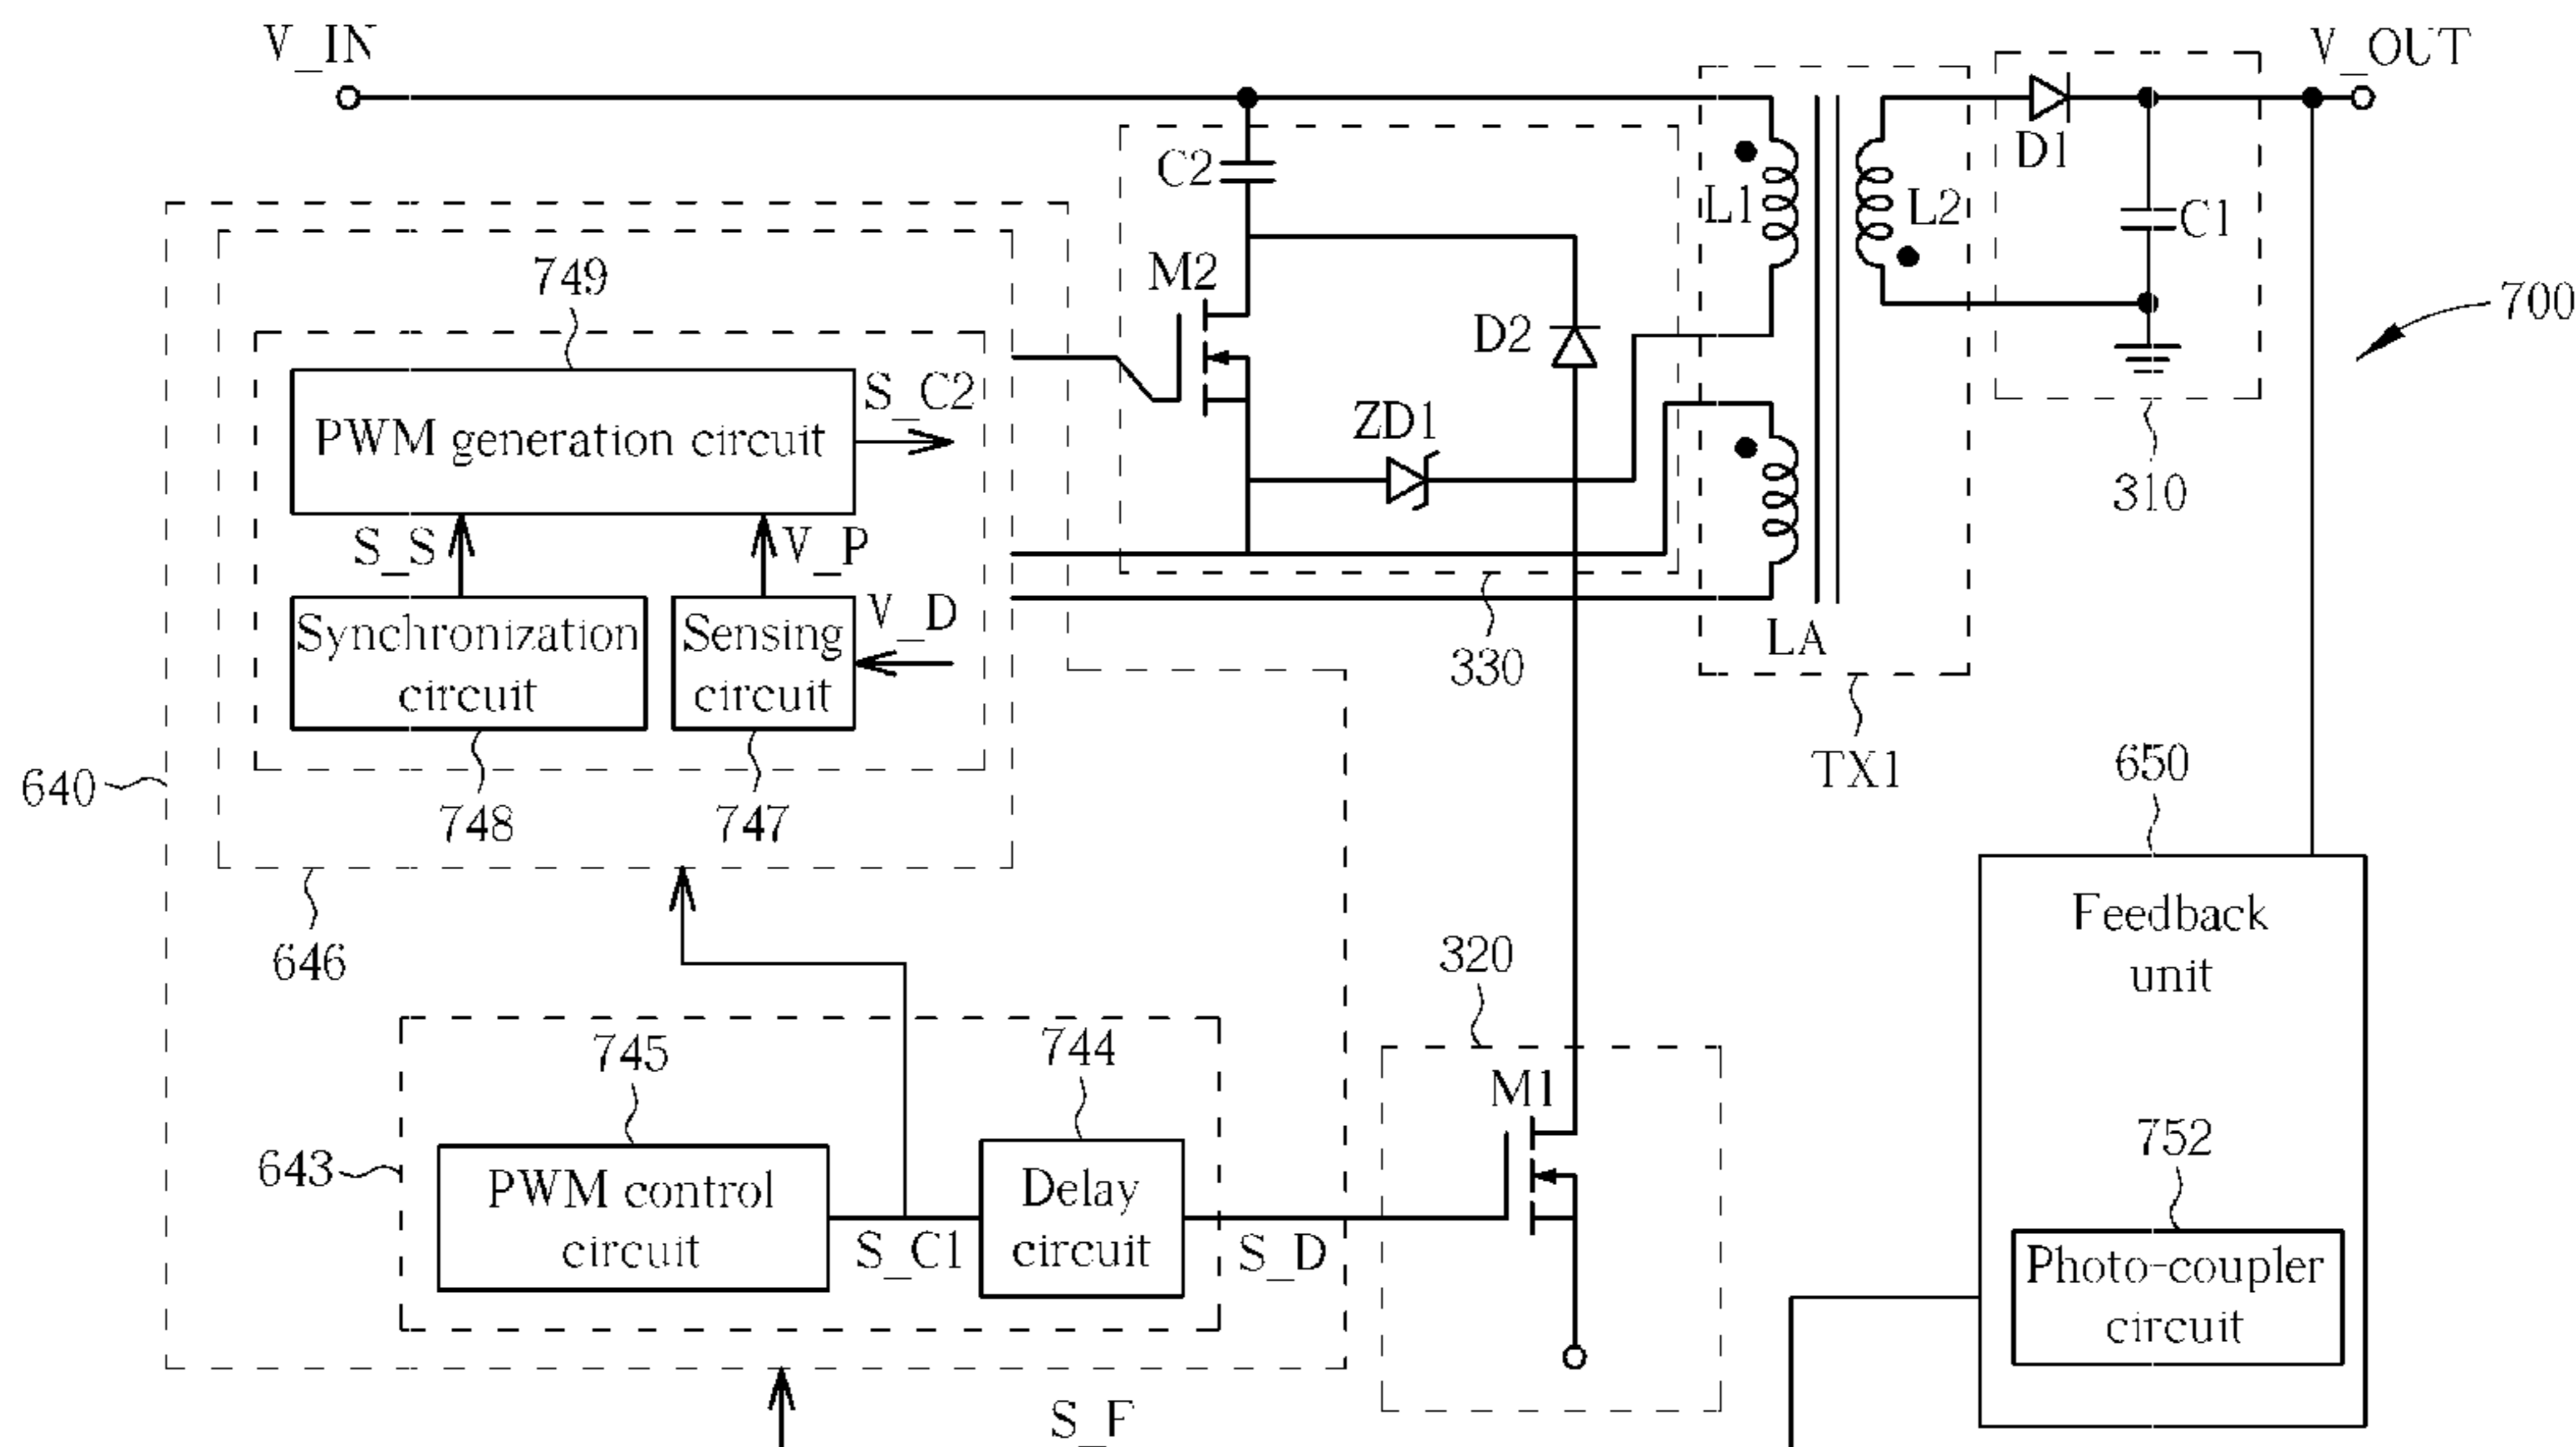 V_IN
V_OUT
C2
L1
L2
D1
C1
M2
749
D2
700
PWM generation circuit
S_C2
ZD1
310
S_S
V_P
V_D
Synchronization
circuit
Sensing
circuit
LA
330
TX1
640
748
747
650
646
Feedback
unit
320
745
744
M1
643
PWM control
circuit
S_C1
Delay
circuit
S_D
752
Photo-coupler
circuit
S_F